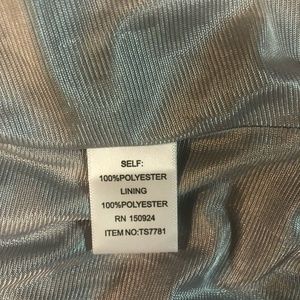 SELF:
100%POLYESTER
LINING
100%POLYESTER
RN 150924
ITEM NO:TS7781